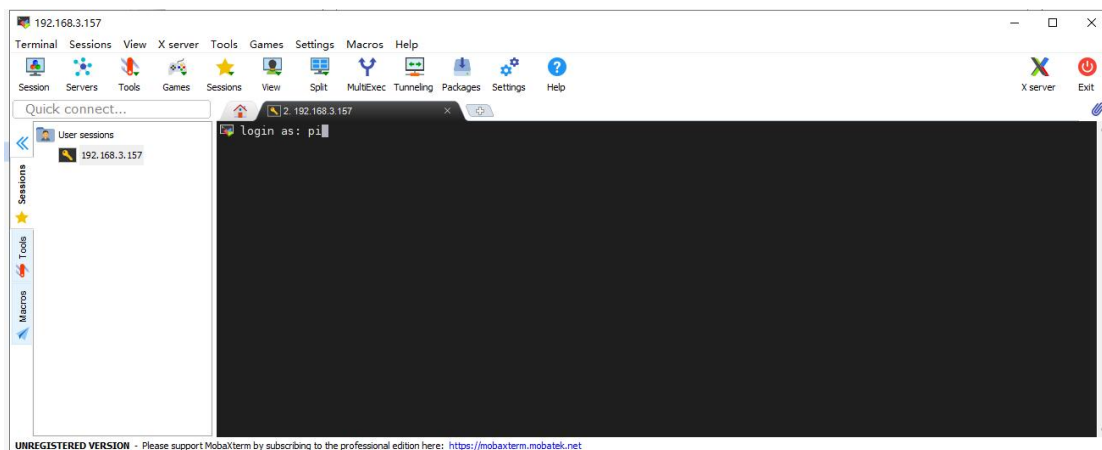 192.168.3.157
Terminal Sessions View X server Tools Games Settings Macros Help
Session Servers Tools Games Sessions View Split MultiExec Tunneling Packages Settings Help X server Exit
Quick connect... 2. 192.168.3.157
User sessions
192.168.3.157
login as: pi
Sessions
Tools
Macros
UNREGISTERED VERSION - Please support MobaXterm by subscribing to the professional edition here: https://mobaxterm.mobatek.net